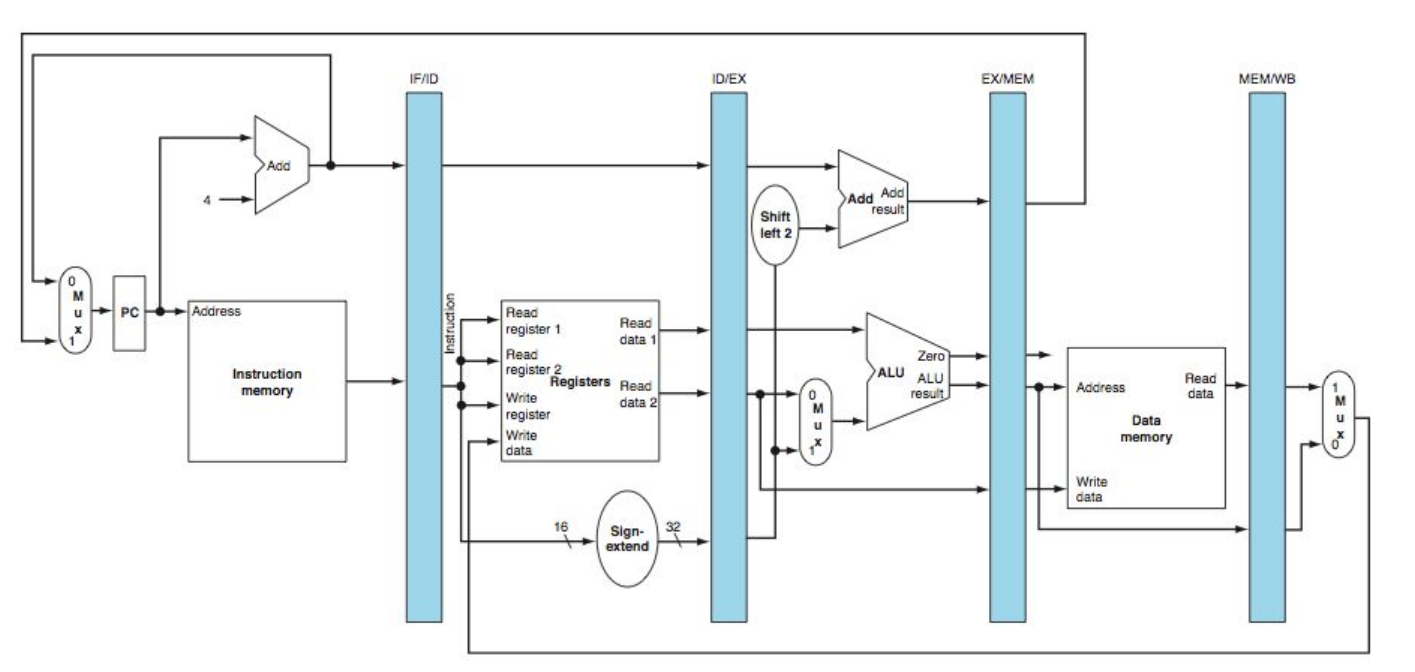 IF/ID
ID/EX
EX/MEM
MEM/WB
Add
4
Add
Add
result
Shift
left 2
0
M
u
x
1
PC
Address
Instruction
memory
Instruction
Read
register 1
Read
register 2
Write
register
Write
data
Registers
Read
data 1
Read
data 2
0
M
u
x
1
ALU
Zero
ALU
result
Address
Read
data
Data
memory
Write
data
1
M
u
x
0
16
Sign-
extend
32